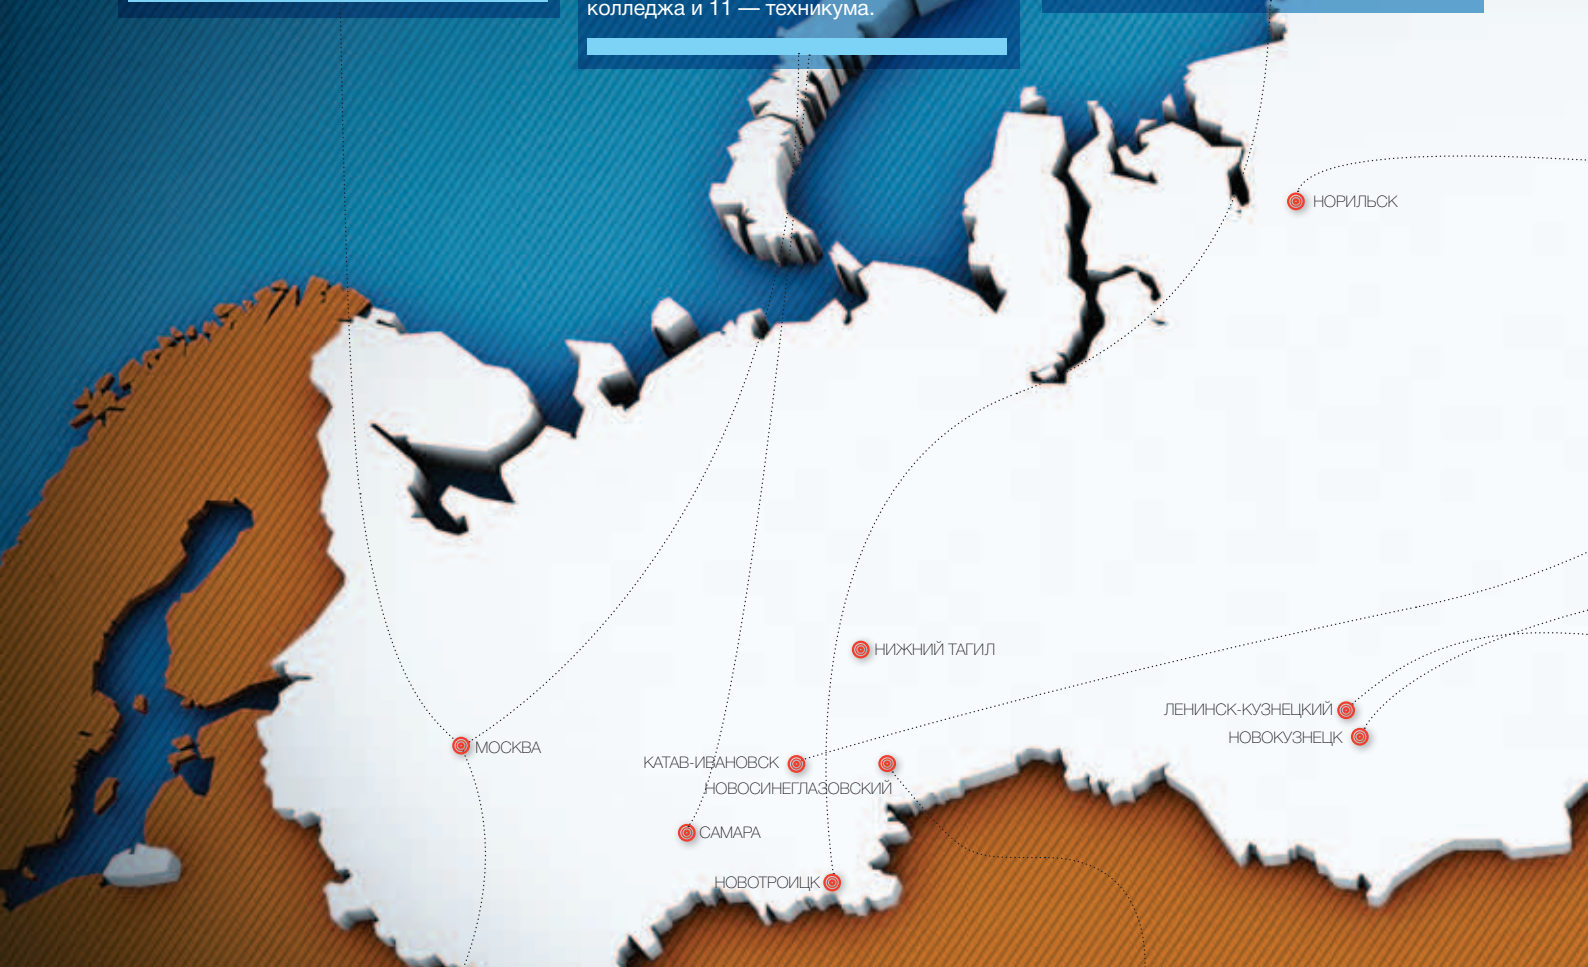 колледжа и 11 — техникума.
НОРИЛЬСК
НИЖНИЙ ТАГИЛ
ЛЕНИНСК-КУЗНЕЦКИЙ
НОВОКУЗНЕЦК
МОСКВА
КАТАВ-ИВАНОВСК
НОВОСИНЕГЛАЗОВСКИЙ
САМАРА
НОВОТРОИЦК